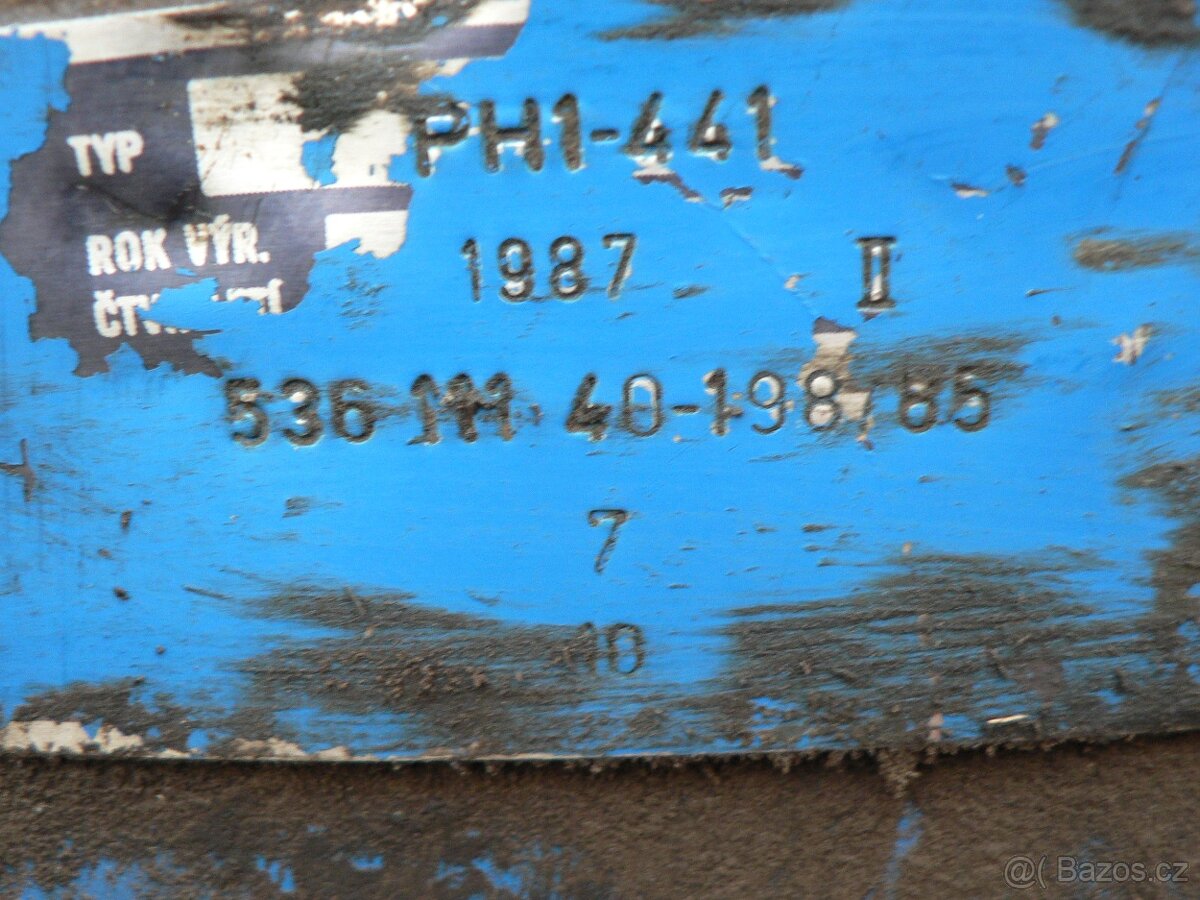 TYP PH1-441
ROK VÝR. 1987 II
536 111 40-198/85
7
10
@( Bazos.cz